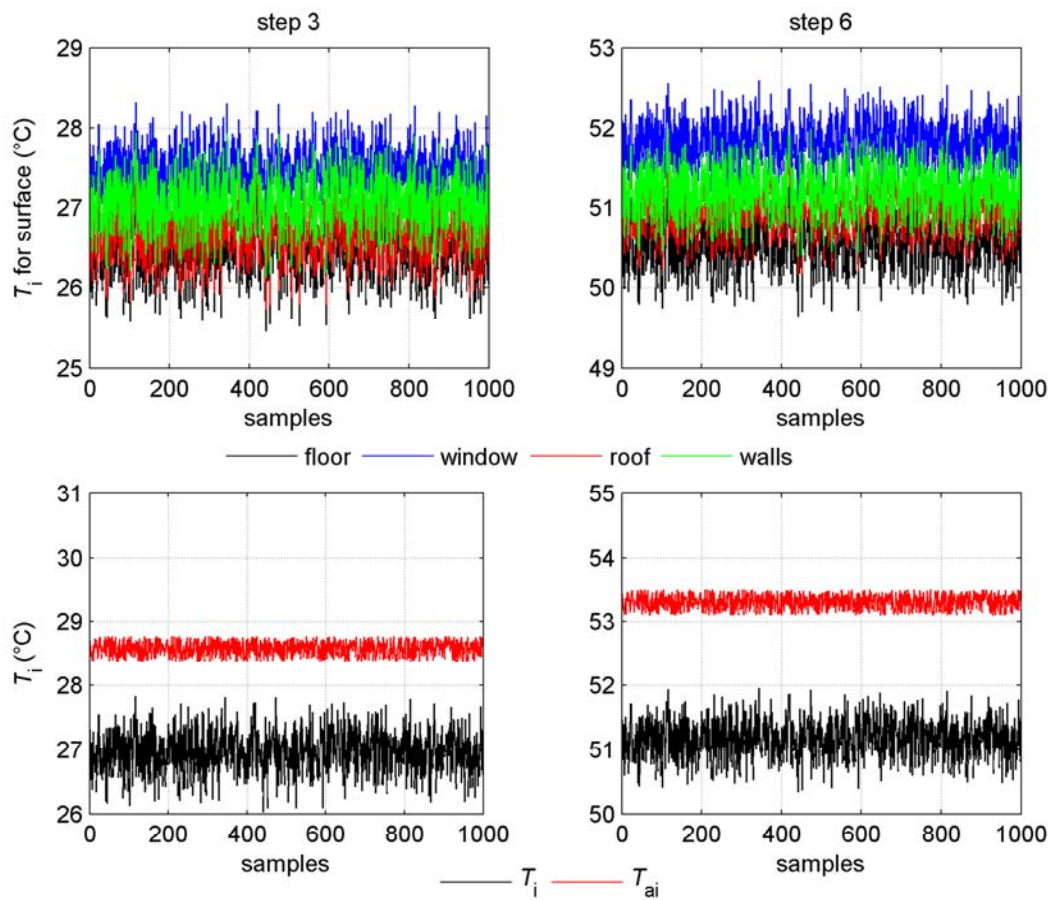 step 3
step 6
29
28
27
26
25
T_i for surface (°C)
0 200 400 600 800 1000
samples
53
52
51
50
49
0 200 400 600 800 1000
samples
floor window roof walls
31
30
29
28
27
26
T_i (°C)
0 200 400 600 800 1000
samples
55
54
53
52
51
50
0 200 400 600 800 1000
samples
T_i T_ai